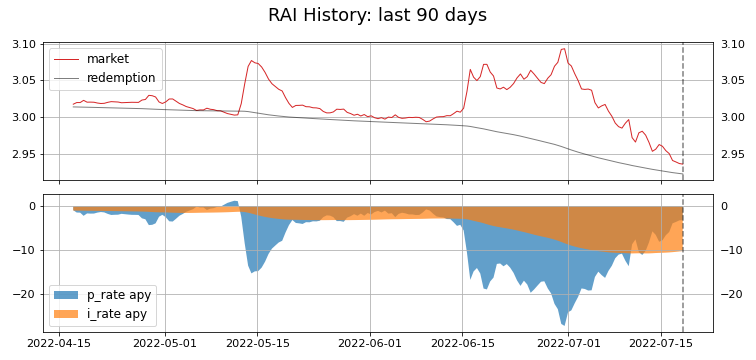 RAI History: last 90 days
3.10
3.05
3.00
2.95
3.10
3.05
3.00
2.95
market
redemption
0
−10
−20
0
−10
−20
p_rate apy
i_rate apy
2022-04-15 2022-05-01 2022-05-15 2022-06-01 2022-06-15 2022-07-01 2022-07-15